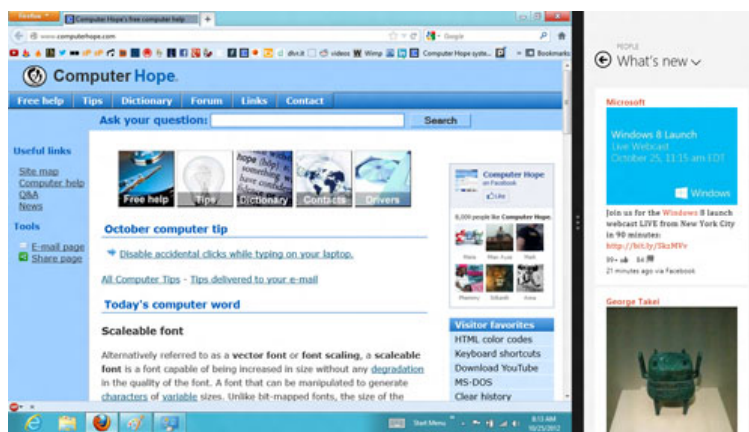 Firefox
Computer Hope's free computer help
www.computerhope.com
Google
Wimp
Computer Hope syste...
Bookmarks
Computer Hope
Free help Tips Dictionary Forum Links Contact
Ask your question:
Search
Useful links
Site map
Computer help
Q&A
News
Tools
E-mail page
Share page
Free help
Tips
Dictionary
Contacts
Drivers
October computer tip
Disable accidental clicks while typing on your laptop.
All Computer Tips - Tips delivered to your e-mail
Today's computer word
Scaleable font
Alternatively referred to as a vector font or font scaling, a scaleable
font is a font capable of being increased in size without any degradation
in the quality of the font. A font that can be manipulated to generate
characters of variable sizes. Unlike bit-mapped fonts, the size of the
Computer Hope
on Facebook
Like
people like Computer Hope.
Visitor favorites
HTML color codes
Keyboard shortcuts
Download YouTube
MS-DOS
Clear history
Start Menu
8:13 AM
10/25/2012
PEOPLE
What's new
Microsoft
Windows 8 Launch
Live Webcast
October 25, 11:15 am EDT
Windows
Join us for the Windows 8 launch
webcast LIVE from New York City
in 90 minutes:
21 minutes ago via Facebook
George Takei